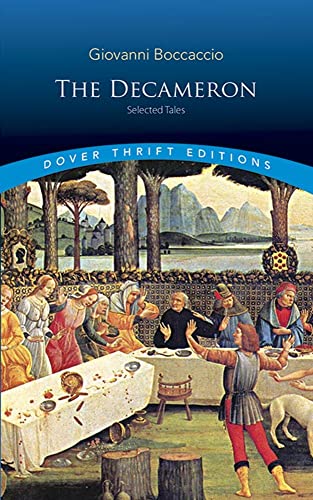 Giovanni Boccaccio
THE DECAMERON
Selected Tales
DOVER THRIFT EDITIONS